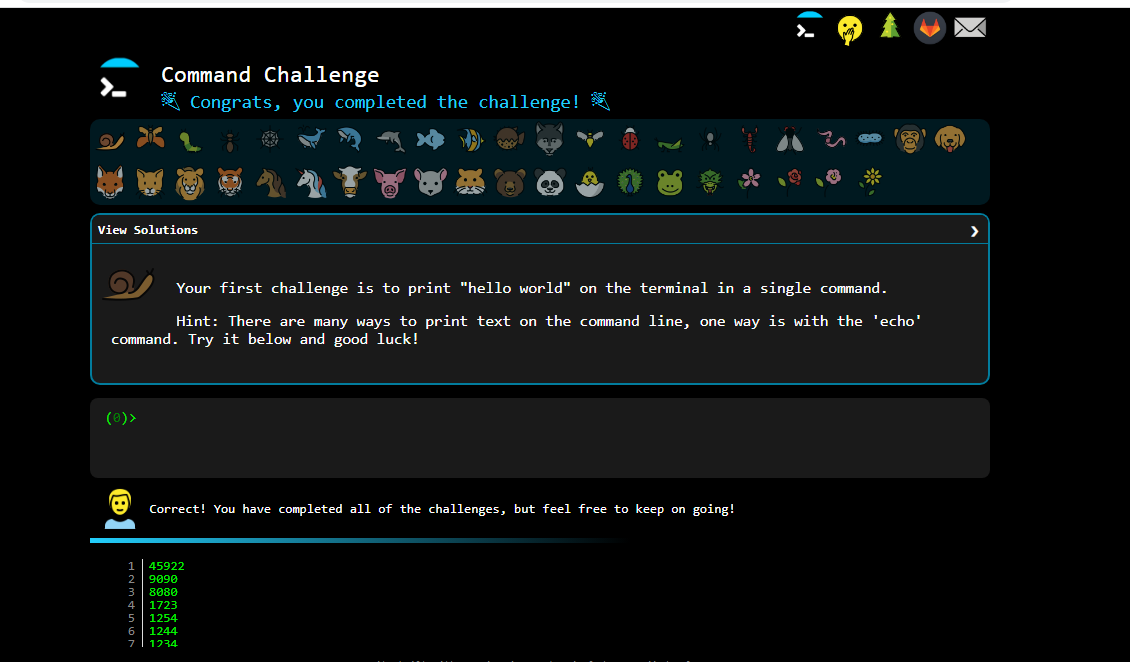 Command Challenge
Congrats, you completed the challenge!
View Solutions
Your first challenge is to print "hello world" on the terminal in a single command.
Hint: There are many ways to print text on the command line, one way is with the 'echo'
command. Try it below and good luck!
(0)>
Correct! You have completed all of the challenges, but feel free to keep on going!
1 45922
2 9090
3 8080
4 1723
5 1254
6 1244
7 1234